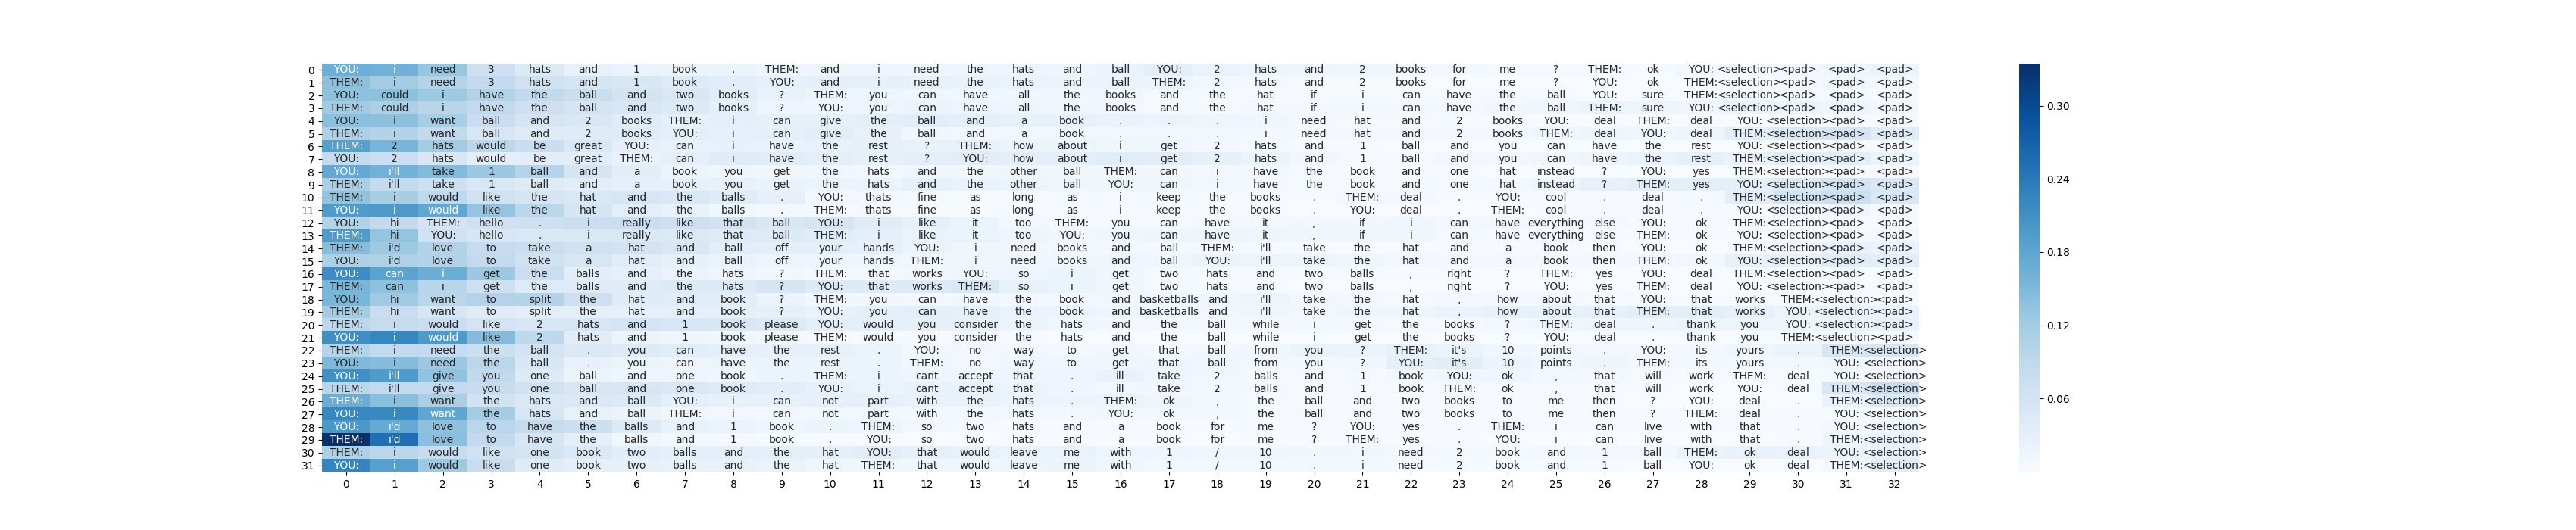 0 YOU: i need 3 hats and 1 book . THEM: and i need the hats and ball YOU: 2 hats and 2 books for me ? THEM: ok YOU: <selection> <pad> <pad> <pad>
1 THEM: i need 3 hats and 1 book . YOU: and i need the hats and ball THEM: 2 hats and 2 books for me ? YOU: ok THEM: <selection> <pad> <pad> <pad>
2 YOU: could i have the ball and two books ? THEM: you can have all the books and the hat if i can have the ball YOU: sure THEM: <selection> <pad> <pad> <pad>
3 THEM: could i have the ball and two books ? YOU: you can have all the books and the hat if i can have the ball THEM: sure YOU: <selection> <pad> <pad> <pad>
4 YOU: i want ball and 2 books THEM: i can give the ball and a book . . . i need hat and 2 books YOU: deal THEM: deal YOU: <selection> <pad> <pad>
5 THEM: i want ball and 2 books YOU: i can give the ball and a book . . . i need hat and 2 books THEM: deal YOU: deal THEM: <selection> <pad> <pad>
6 THEM: 2 hats would be great YOU: can i have the rest ? THEM: how about i get 2 hats and 1 ball and you can have the rest YOU: <selection> <pad> <pad>
7 YOU: 2 hats would be great THEM: can i have the rest ? YOU: how about i get 2 hats and 1 ball and you can have the rest THEM: <selection> <pad> <pad>
8 YOU: i'll take 1 ball and a book you get the hats and the other ball THEM: can i have the book and one hat instead ? YOU: yes THEM: <selection> <pad> <pad>
9 THEM: i'll take 1 ball and a book you get the hats and the other ball YOU: can i have the book and one hat instead ? THEM: yes YOU: <selection> <pad> <pad>
10 THEM: i would like the hat and the balls . YOU: thats fine as long as i keep the books . THEM: deal . YOU: cool . deal . THEM: <selection> <pad> <pad>
11 YOU: i would like the hat and the balls . THEM: thats fine as long as i keep the books . YOU: deal . THEM: cool . deal . YOU: <selection> <pad> <pad>
12 YOU: hi THEM: hello . i really like that ball YOU: i like it too THEM: you can have it , if i can have everything else YOU: ok THEM: <selection> <pad> <pad>
13 THEM: hi YOU: hello . i really like that ball THEM: i like it too YOU: you can have it , if i can have everything else THEM: ok YOU: <selection> <pad> <pad>
14 THEM: i'd love to take a hat and ball off your hands YOU: i need books and ball THEM: i'll take the hat and a book then YOU: ok THEM: <selection> <pad> <pad>
15 YOU: i'd love to take a hat and ball off your hands THEM: i need books and ball YOU: i'll take the hat and a book then THEM: ok YOU: <selection> <pad> <pad>
16 YOU: can i get the balls and the hats ? THEM: that works YOU: so i get two hats and two balls , right ? THEM: yes YOU: deal THEM: <selection> <pad> <pad>
17 THEM: can i get the balls and the hats ? YOU: that works THEM: so i get two hats and two balls , right ? YOU: yes THEM: deal YOU: <selection> <pad> <pad>
18 YOU: hi want to split the hat and book ? THEM: you can have the book and basketballs and i'll take the hat , how about that YOU: that works THEM: <selection> <pad>
19 THEM: hi want to split the hat and book ? YOU: you can have the book and basketballs and i'll take the hat , how about that THEM: that works YOU: <selection> <pad>
20 THEM: i would like 2 hats and 1 book please YOU: would you consider the hats and the ball while i get the books ? THEM: deal . thank you YOU: <selection> <pad>
21 YOU: i would like 2 hats and 1 book please THEM: would you consider the hats and the ball while i get the books ? YOU: deal . thank you THEM: <selection> <pad>
22 THEM: i need the ball . you can have the rest . YOU: no way to get that ball from you ? THEM: it's 10 points . YOU: its yours . THEM: <selection>
23 YOU: i need the ball . you can have the rest . THEM: no way to get that ball from you ? YOU: it's 10 points . THEM: its yours . YOU: <selection>
24 YOU: i'll give you one ball and one book . THEM: i cant accept that . ill take 2 balls and 1 book YOU: ok , that will work THEM: deal YOU: <selection>
25 THEM: i'll give you one ball and one book . YOU: i cant accept that . ill take 2 balls and 1 book THEM: ok , that will work YOU: deal THEM: <selection>
26 THEM: i want the hats and ball YOU: i can not part with the hats . THEM: ok , the ball and two books to me then ? YOU: deal . THEM: <selection>
27 YOU: i want the hats and ball THEM: i can not part with the hats . YOU: ok , the ball and two books to me then ? THEM: deal . YOU: <selection>
28 YOU: i'd love to have the balls and 1 book . THEM: so two hats and a book for me ? YOU: yes . THEM: i can live with that . YOU: <selection>
29 THEM: i'd love to have the balls and 1 book . YOU: so two hats and a book for me ? THEM: yes . YOU: i can live with that . THEM: <selection>
30 THEM: i would like one book two balls and the hat YOU: that would leave me with 1 / 10 . i need 2 book and 1 ball THEM: ok deal YOU: <selection>
31 YOU: i would like one book two balls and the hat THEM: that would leave me with 1 / 10 . i need 2 book and 1 ball YOU: ok deal THEM: <selection>
0 1 2 3 4 5 6 7 8 9 10 11 12 13 14 15 16 17 18 19 20 21 22 23 24 25 26 27 28 29 30 31 32
0.30
0.24
0.18
0.12
0.06